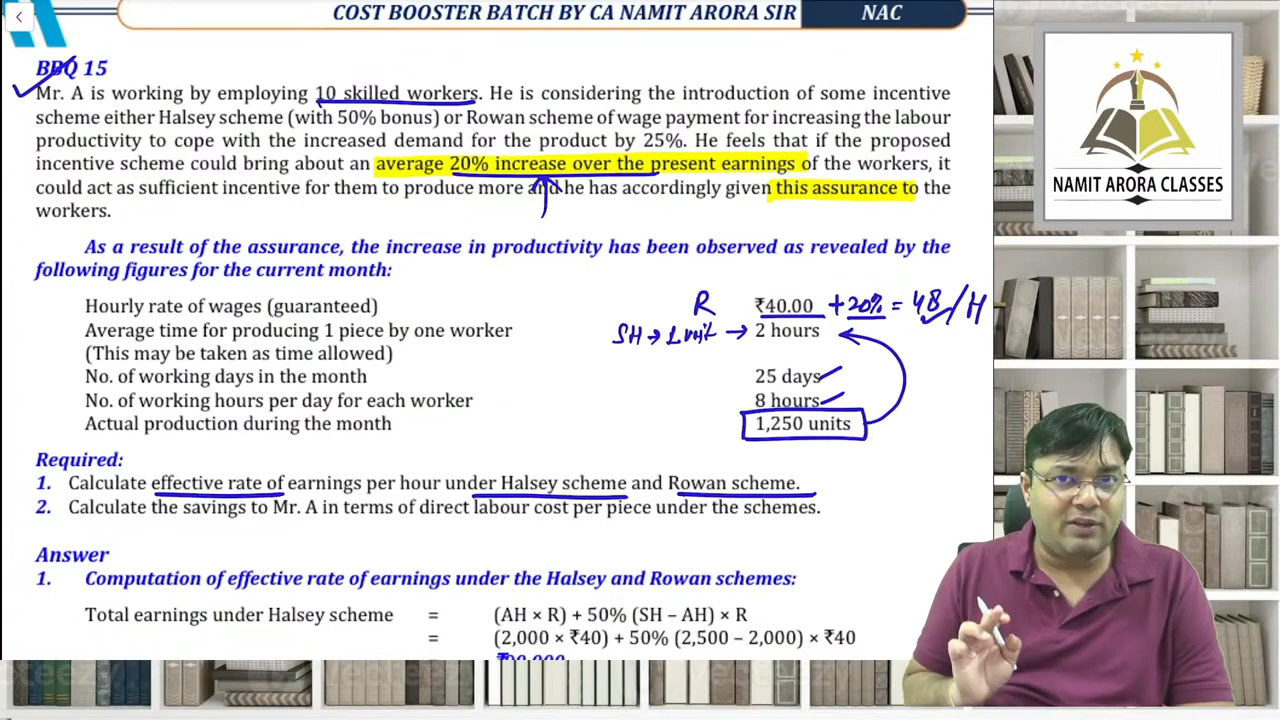 COST BOOSTER BATCH BY CA NAMIT ARORA SIR NAC
BBQ 15
Mr. A is working by employing 10 skilled workers. He is considering the introduction of some incentive
scheme either Halsey scheme (with 50% bonus) or Rowan scheme of wage payment for increasing the labour
productivity to cope with the increased demand for the product by 25%. He feels that if the proposed
incentive scheme could bring about an average 20% increase over the present earnings of the workers, it
could act as sufficient incentive for them to produce more and he has accordingly given this assurance to the
workers.
As a result of the assurance, the increase in productivity has been observed as revealed by the
following figures for the current month:
Hourly rate of wages (guaranteed) R ₹40.00 + 20% = 48/H
Average time for producing 1 piece by one worker SH → 1 unit → 2 hours
(This may be taken as time allowed)
No. of working days in the month 25 days
No. of working hours per day for each worker 8 hours
Actual production during the month 1,250 units
Required:
1. Calculate effective rate of earnings per hour under Halsey scheme and Rowan scheme.
2. Calculate the savings to Mr. A in terms of direct labour cost per piece under the schemes.
Answer
1. Computation of effective rate of earnings under the Halsey and Rowan schemes:
Total earnings under Halsey scheme = (AH × R) + 50% (SH – AH) × R
= (2,000 × ₹40) + 50% (2,500 – 2,000) × ₹40
NAMIT ARORA CLASSES